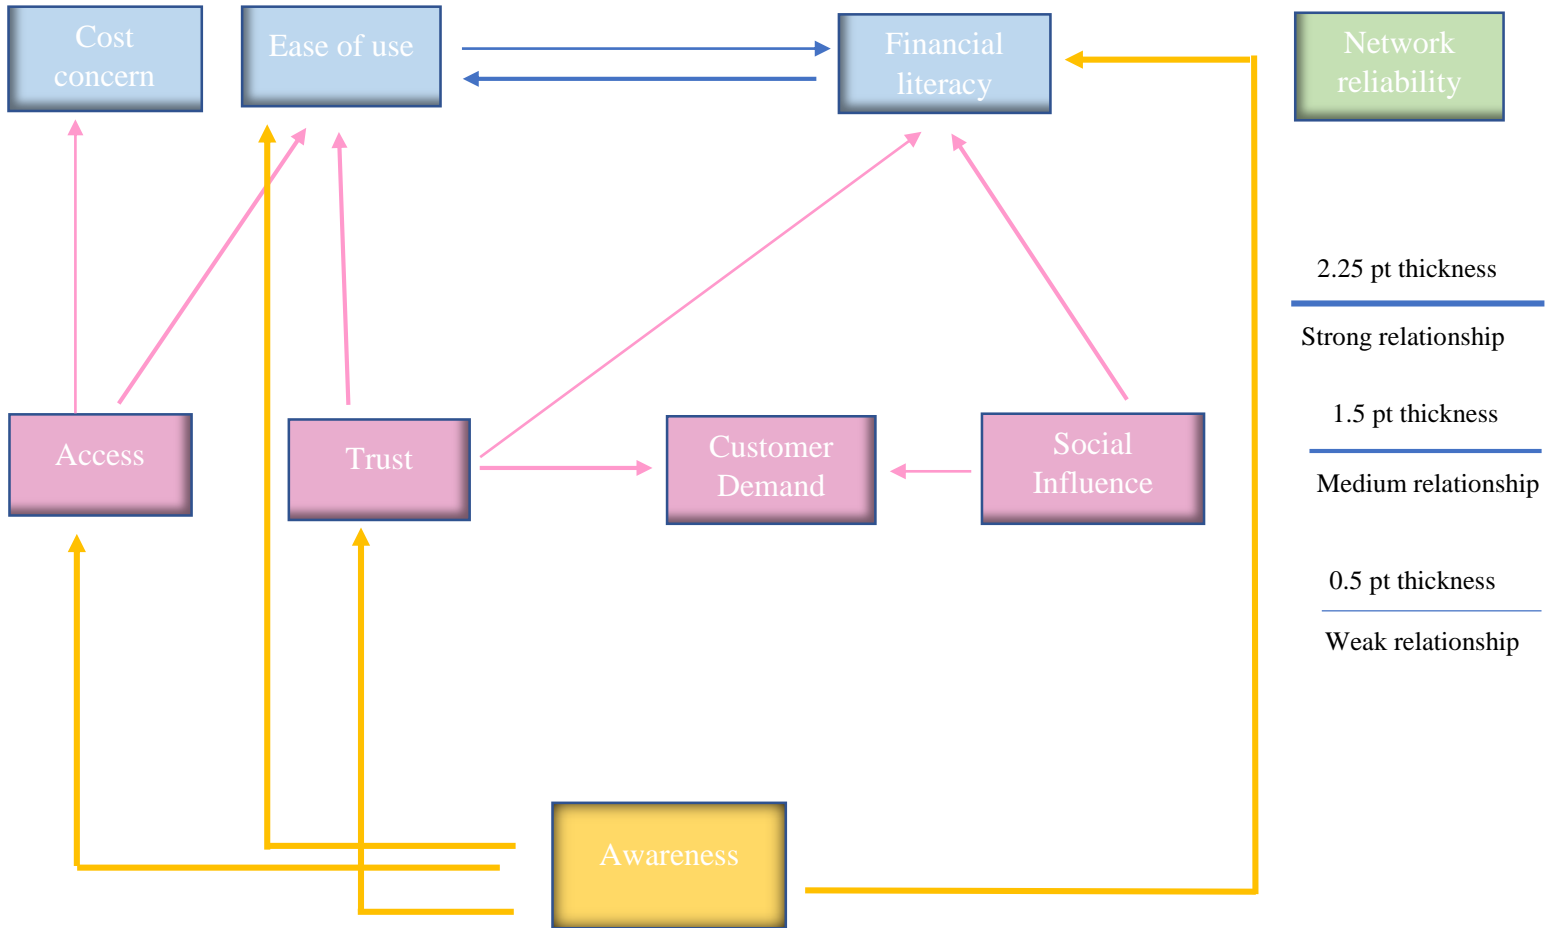 Cost
concern
Ease of use
Financial
literacy
Network
reliability
2.25 pt thickness
Strong relationship
1.5 pt thickness
Medium relationship
0.5 pt thickness
Weak relationship
Access
Trust
Customer
Demand
Social
Influence
Awareness